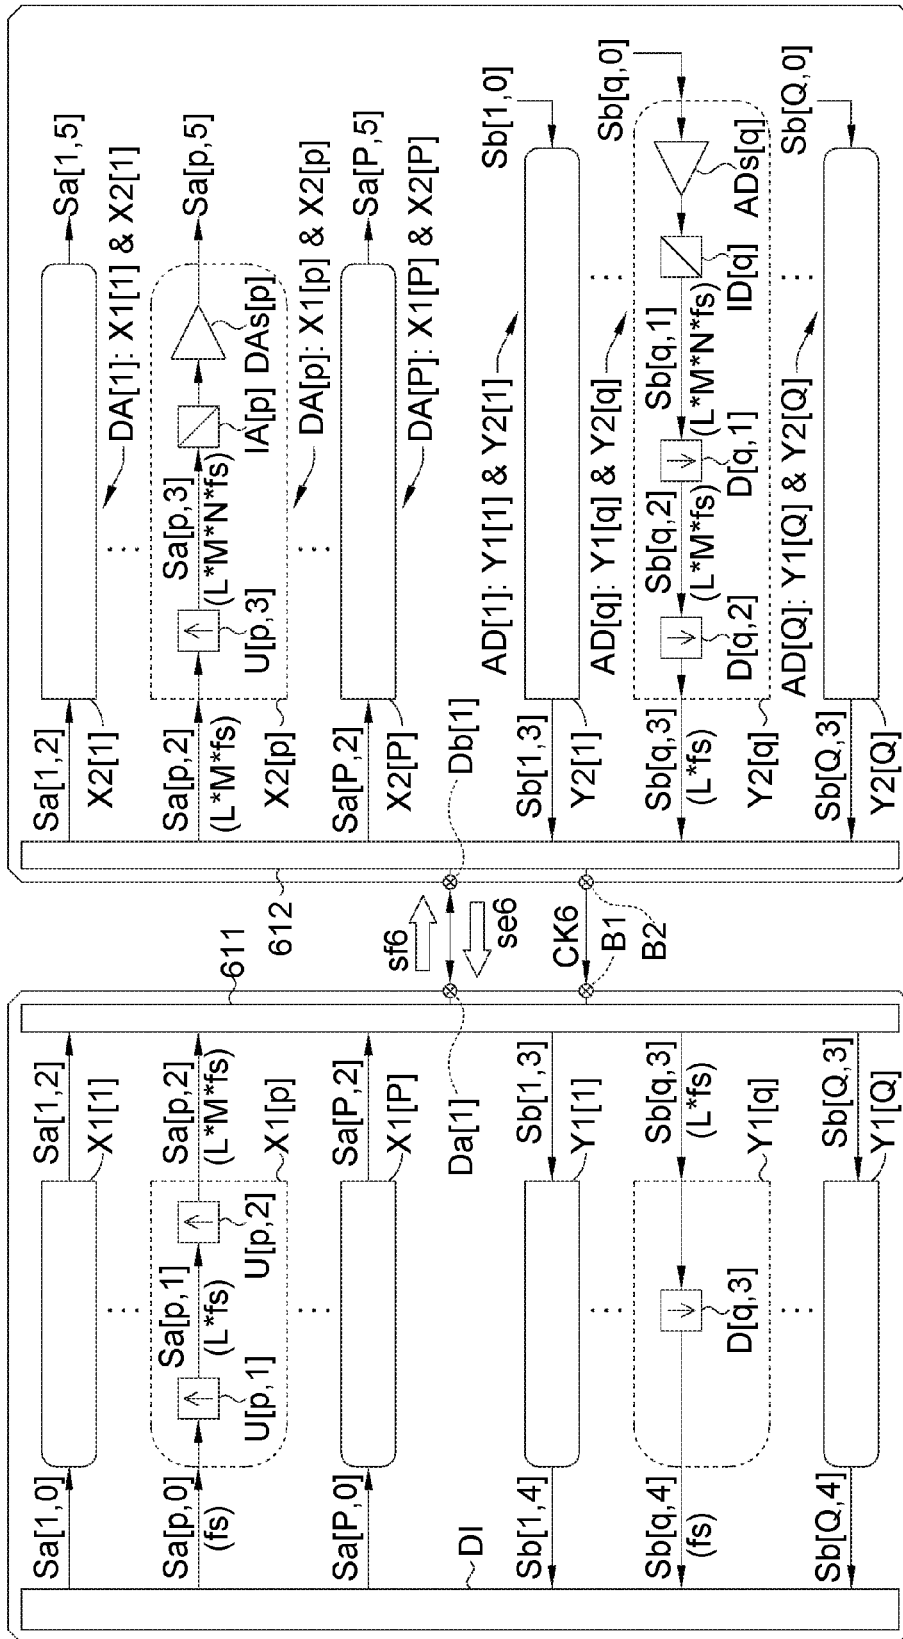 Sa[1,0]
Sa[1,2]
X1[1]
611
Sa[1,2]
X2[1]
612
Sa[1,5]
DA[1]: X1[1] & X2[1]
Sa[p,0]
(fs)
U[p,1]
Sa[p,1]
(L*fs)
U[p,2]
Sa[p,2]
(L*M*fs)
X1[p]
Sa[p,2]
(L*M*fs)
X2[p]
U[p,3]
Sa[p,3]
(L*M*N*fs)
IA[p]
DAs[p]
Sa[p,5]
DA[p]: X1[p] & X2[p]
Sa[P,0]
Sa[P,2]
X1[P]
Sa[P,2]
X2[P]
Sa[P,5]
DA[P]: X1[P] & X2[P]
DI
Da[1]
sf6
se6
Db[1]
CK6
B1
B2
Sb[1,4]
Sb[1,3]
Y1[1]
Sb[1,3]
Y2[1]
AD[1]: Y1[1] & Y2[1]
Sb[1,0]
Sb[q,4]
(fs)
D[q,3]
Sb[q,3]
(L*fs)
Y1[q]
Sb[q,3]
(L*fs)
Y2[q]
D[q,2]
Sb[q,2]
(L*M*fs)
D[q,1]
Sb[q,1]
(L*M*N*fs)
ID[q]
ADs[q]
Sb[q,0]
AD[q]: Y1[q] & Y2[q]
Sb[Q,4]
Sb[Q,3]
Y1[Q]
Sb[Q,3]
Y2[Q]
AD[Q]: Y1[Q] & Y2[Q]
Sb[Q,0]